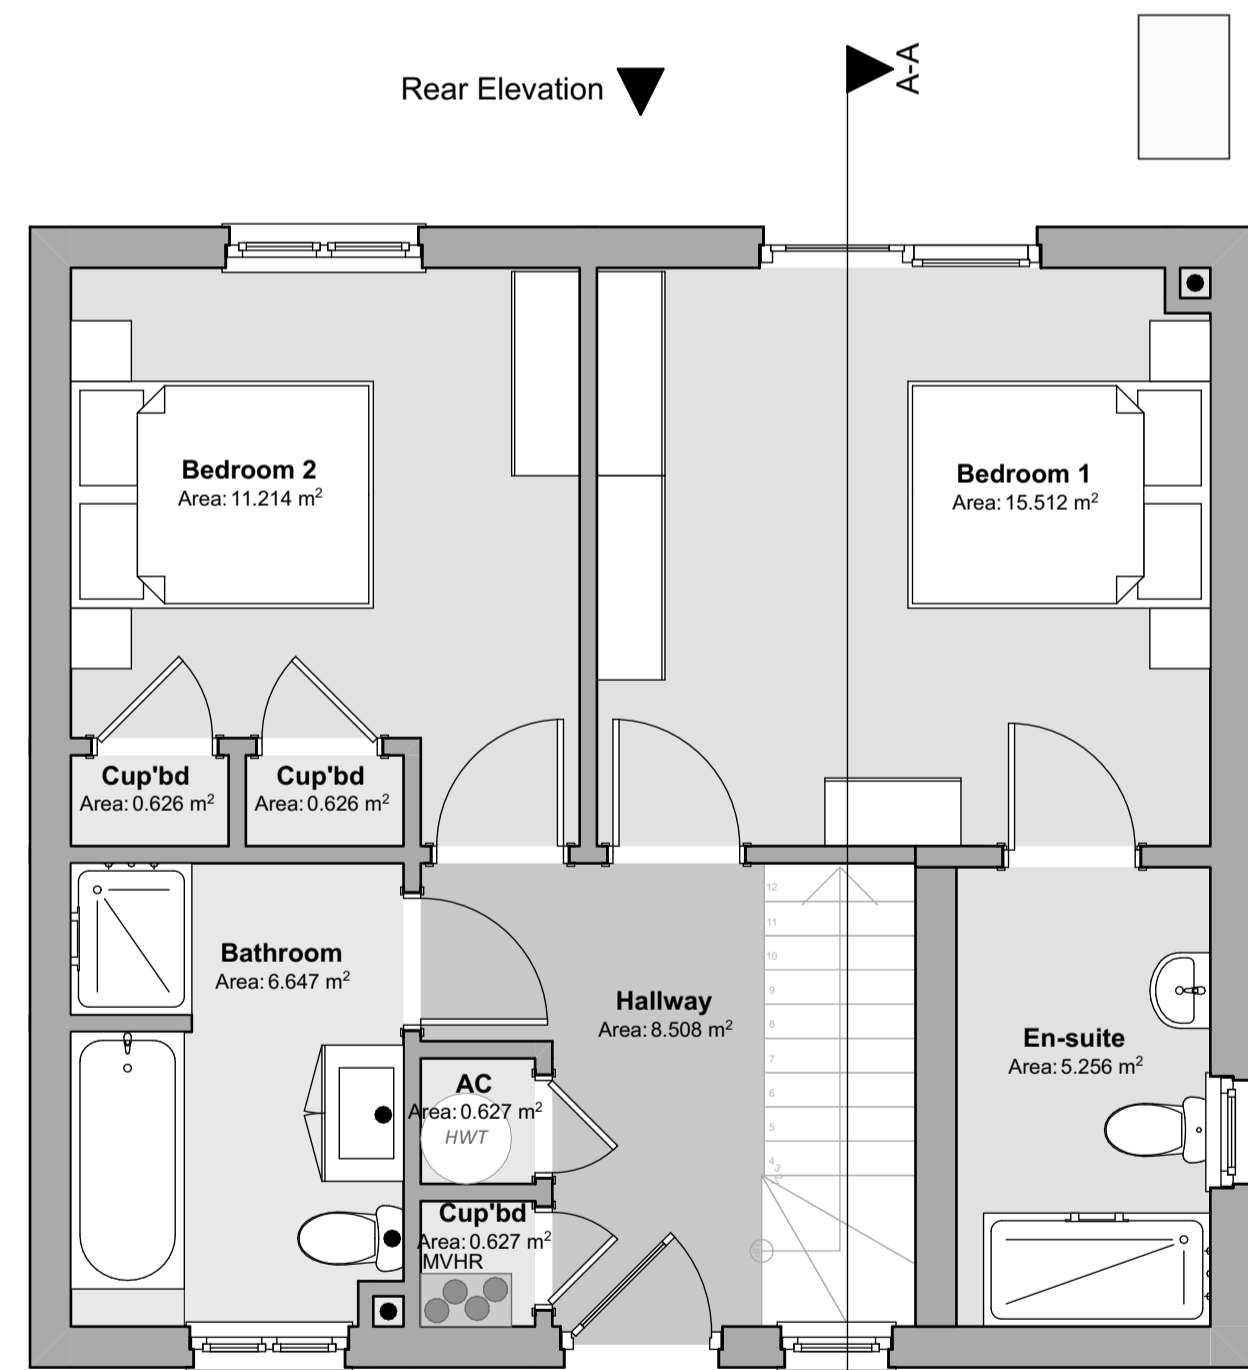 Rear Elevation
A-A
Bedroom 2
Area: 11.214 m²
Bedroom 1
Area: 15.512 m²
Cup'bd
Area: 0.626 m²
Cup'bd
Area: 0.626 m²
Bathroom
Area: 6.647 m²
Hallway
Area: 8.508 m²
12
11
10
9
8
7
6
5
4
3
En-suite
Area: 5.256 m²
AC
Area: 0.627 m²
HWT
Cup'bd
Area: 0.627 m²
MVHR